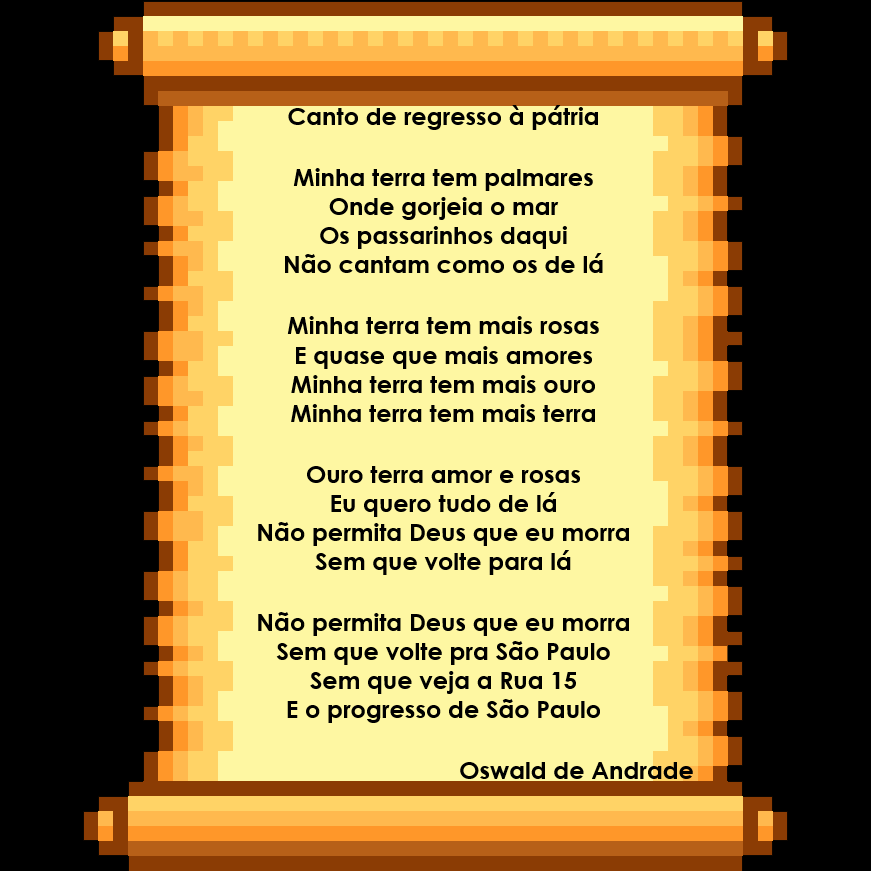 Canto de regresso à pátria
Minha terra tem palmares
Onde gorjeia o mar
Os passarinhos daqui
Não cantam como os de lá
Minha terra tem mais rosas
E quase que mais amores
Minha terra tem mais ouro
Minha terra tem mais terra
Ouro terra amor e rosas
Eu quero tudo de lá
Não permita Deus que eu morra
Sem que volte para lá
Não permita Deus que eu morra
Sem que volte pra São Paulo
Sem que veja a Rua 15
E o progresso de São Paulo
Oswald de Andrade